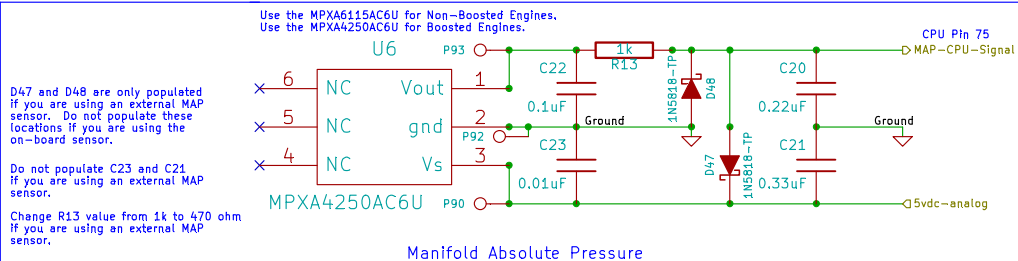 Use the MPXA6115AC6U for Non-Boosted Engines.
Use the MPXA4250AC6U for Boosted Engines.
CPU Pin 75
U6
P93
1k
MAP-CPU-Signal
R13
1N5818-TP
D48
C22
C20
6
NC
Vout
1
0.1uF
0.22uF
D47 and D48 are only populated
if you are using an external MAP
sensor. Do not populate these
locations if you are using the
on-board sensor.
5
NC
gnd
2
P92
Ground
Ground
C23
C21
4
NC
Vs
3
D47
1N5818-TP
0.01uF
0.33uF
Do not populate C23 and C21
if you are using an external MAP
sensor.
MPXA4250AC6U
P90
5vdc-analog
Change R13 value from 1k to 470 ohm
if you are using an external MAP
sensor.
Manifold Absolute Pressure